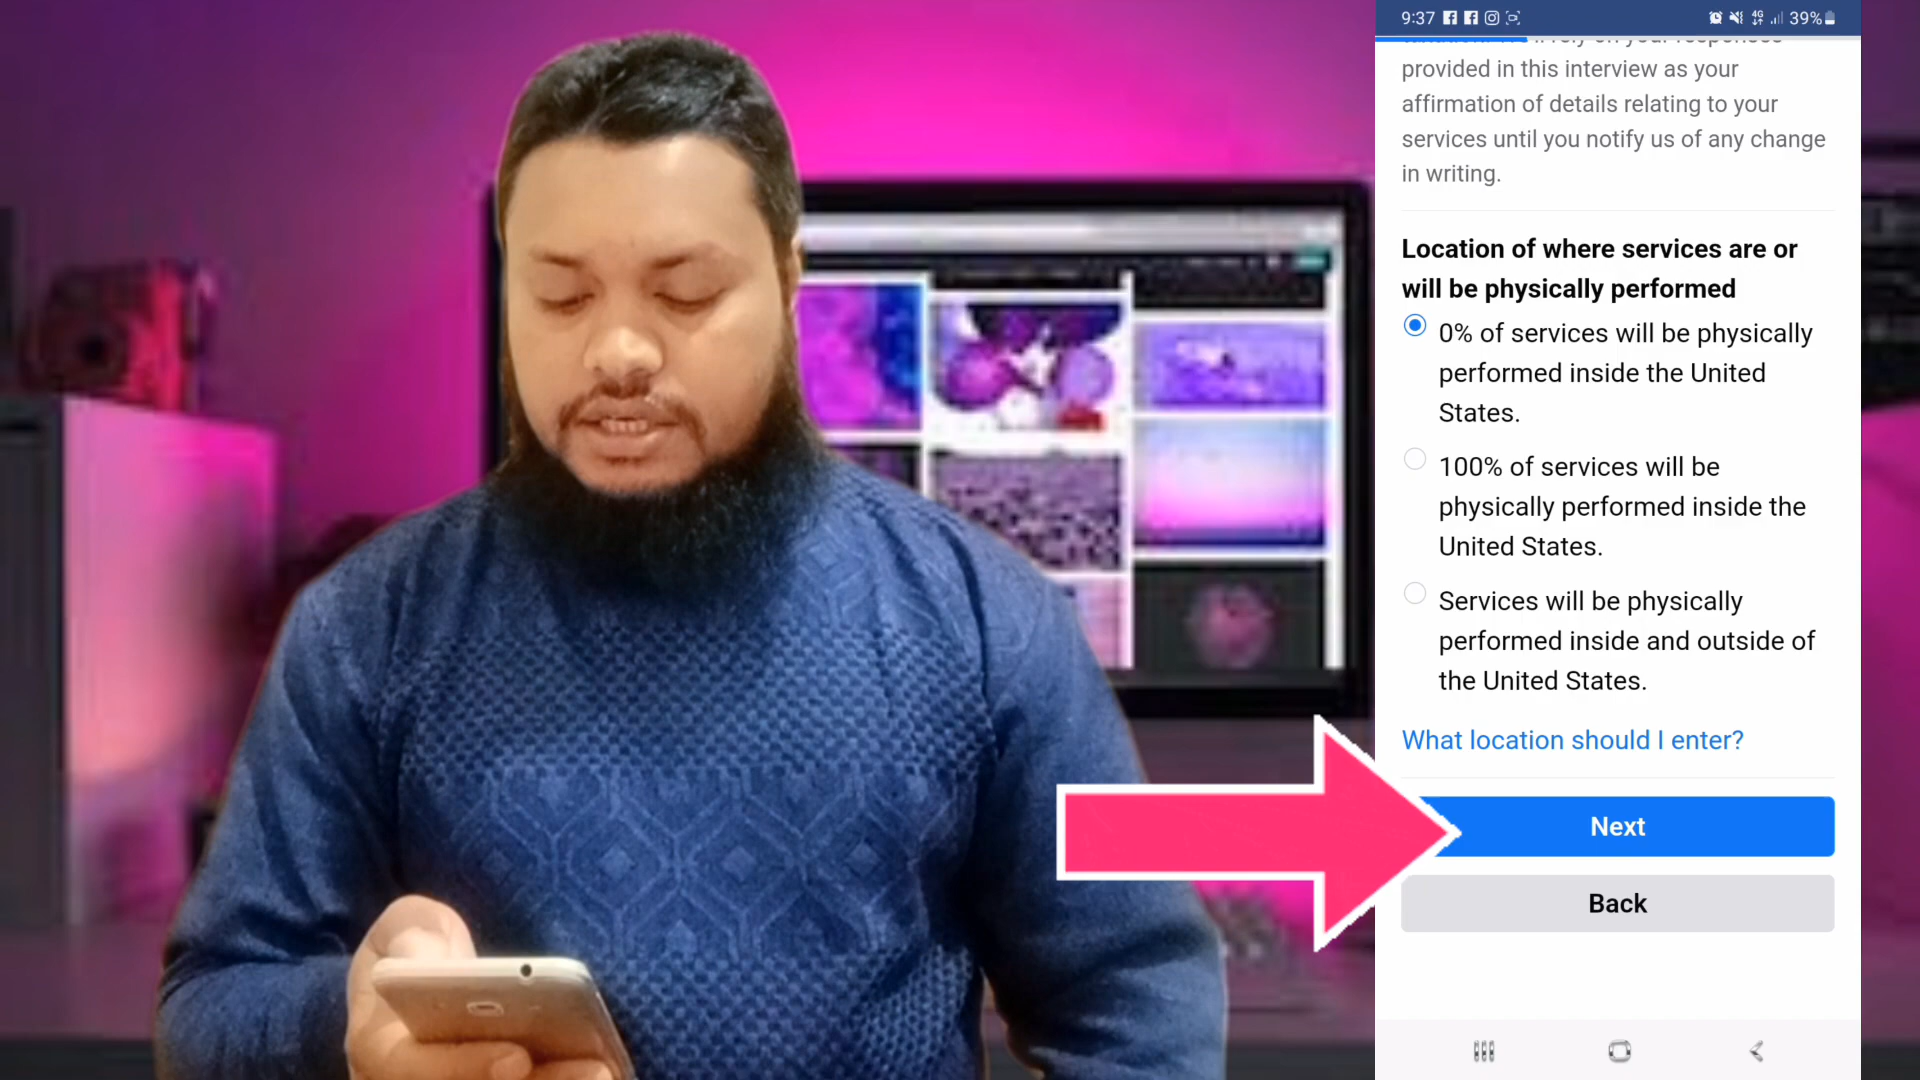 9:37
4G
39%
provided in this interview as your
affirmation of details relating to your
services until you notify us of any change
in writing.
Location of where services are or
will be physically performed
0% of services will be physically
performed inside the United
States.
100% of services will be
physically performed inside the
United States.
Services will be physically
performed inside and outside of
the United States.
What location should I enter?
Next
Back